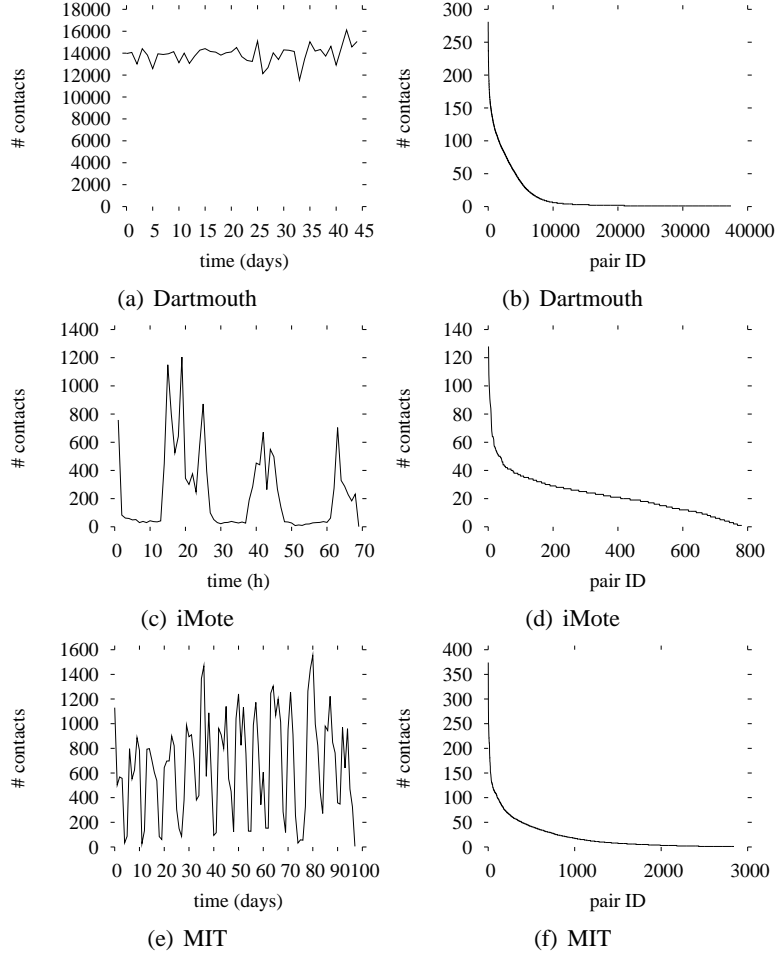 18000
16000
14000
12000
10000
8000
6000
4000
2000
0
# contacts
0 5 10 15 20 25 30 35 40 45
time (days)
(a) Dartmouth
300
250
200
150
100
50
0
# contacts
0 10000 20000 30000 40000
pair ID
(b) Dartmouth
1400
1200
1000
800
600
400
200
0
# contacts
0 10 20 30 40 50 60 70
time (h)
(c) iMote
140
120
100
80
60
40
20
0
# contacts
0 200 400 600 800
pair ID
(d) iMote
1600
1400
1200
1000
800
600
400
200
0
# contacts
0 10 20 30 40 50 60 70 80 90 100
time (days)
(e) MIT
400
350
300
250
200
150
100
50
0
# contacts
0 1000 2000 3000
pair ID
(f) MIT